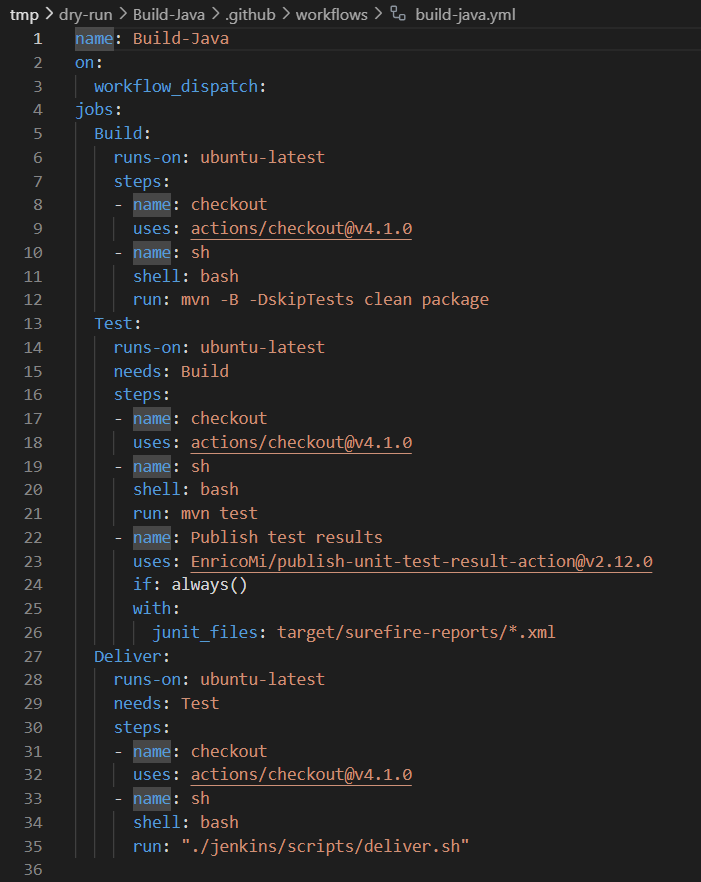 tmp > dry-run > Build-Java > .github > workflows > build-java.yml
1 name: Build-Java
2 on:
3   workflow_dispatch:
4 jobs:
5   Build:
6     runs-on: ubuntu-latest
7     steps:
8     - name: checkout
9       uses: actions/checkout@v4.1.0
10     - name: sh
11       shell: bash
12       run: mvn -B -DskipTests clean package
13   Test:
14     runs-on: ubuntu-latest
15     needs: Build
16     steps:
17     - name: checkout
18       uses: actions/checkout@v4.1.0
19     - name: sh
20       shell: bash
21       run: mvn test
22     - name: Publish test results
23       uses: EnricoMi/publish-unit-test-result-action@v2.12.0
24       if: always()
25       with:
26         junit_files: target/surefire-reports/*.xml
27   Deliver:
28     runs-on: ubuntu-latest
29     needs: Test
30     steps:
31     - name: checkout
32       uses: actions/checkout@v4.1.0
33     - name: sh
34       shell: bash
35       run: "./jenkins/scripts/deliver.sh"
36